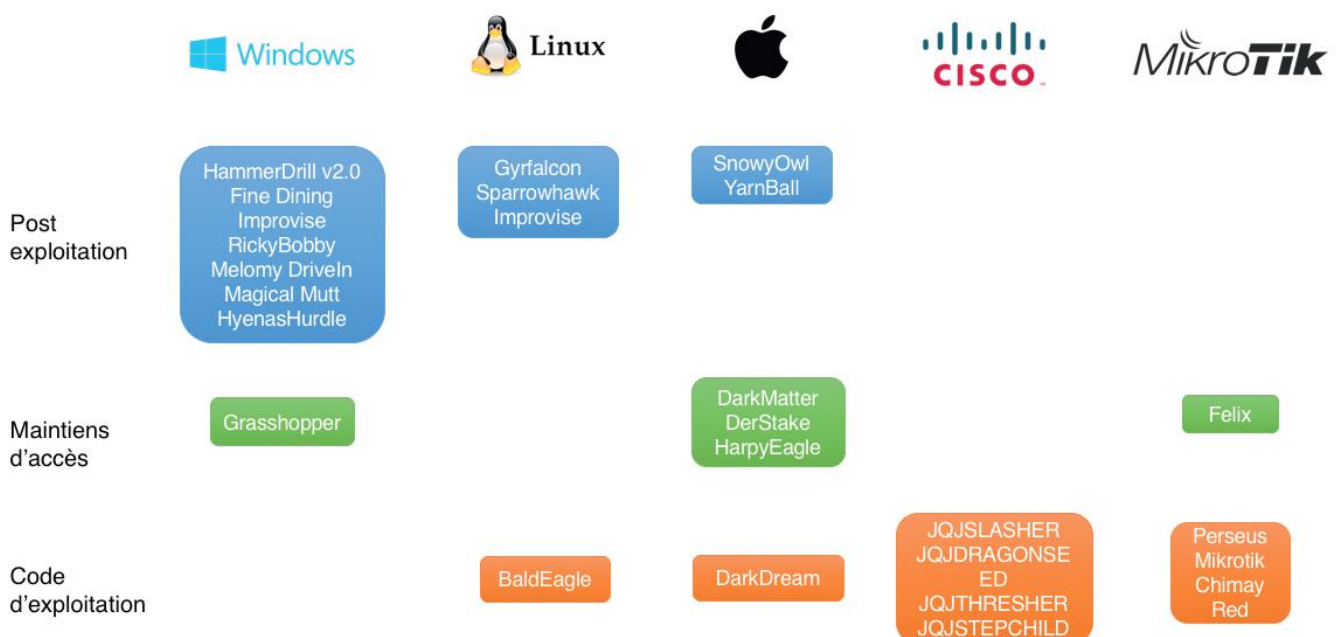 Windows
Linux
CISCO
MikroTik
Post
exploitation
HammerDrill v2.0
Fine Dining
Improvise
RickyBobby
Melomy DriveIn
Magical Mutt
HyenasHurdle
Gyrfalcon
Sparrowhawk
Improvise
SnowyOwl
YarnBall
Maintiens
d'accès
Grasshopper
DarkMatter
DerStake
HarpyEagle
Felix
Code
d'exploitation
BaldEagle
DarkDream
JQJSLASHER
JQJDRAGONSE
ED
JQJTHRESHER
JQJSTEPCHILD
Perseus
Mikrotik
Chimay
Red